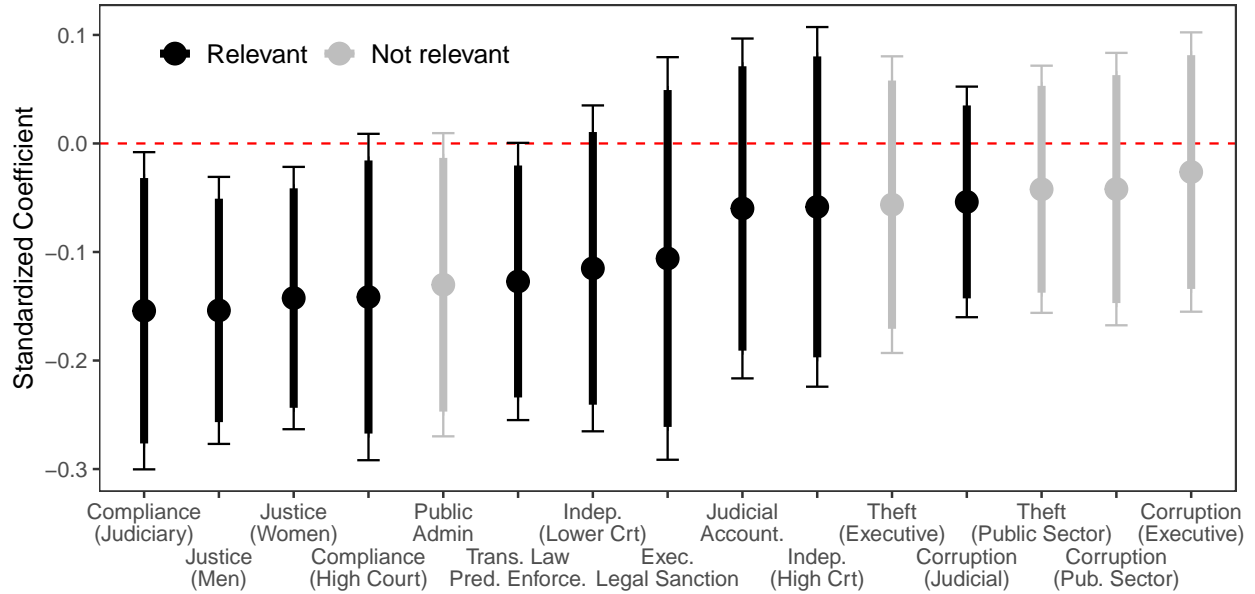 0.1
0.0
−0.1
−0.2
−0.3
Standardized Coefficient
Relevant
Not relevant
Compliance
(Judiciary)
Justice
(Men)
Justice
(Women)
Compliance
(High Court)
Public
Admin
Trans. Law
Pred. Enforce.
Indep.
(Lower Crt)
Exec.
Legal Sanction
Judicial
Account.
Indep.
(High Crt)
Theft
(Executive)
Corruption
(Judicial)
Theft
(Public Sector)
Corruption
(Pub. Sector)
Corruption
(Executive)